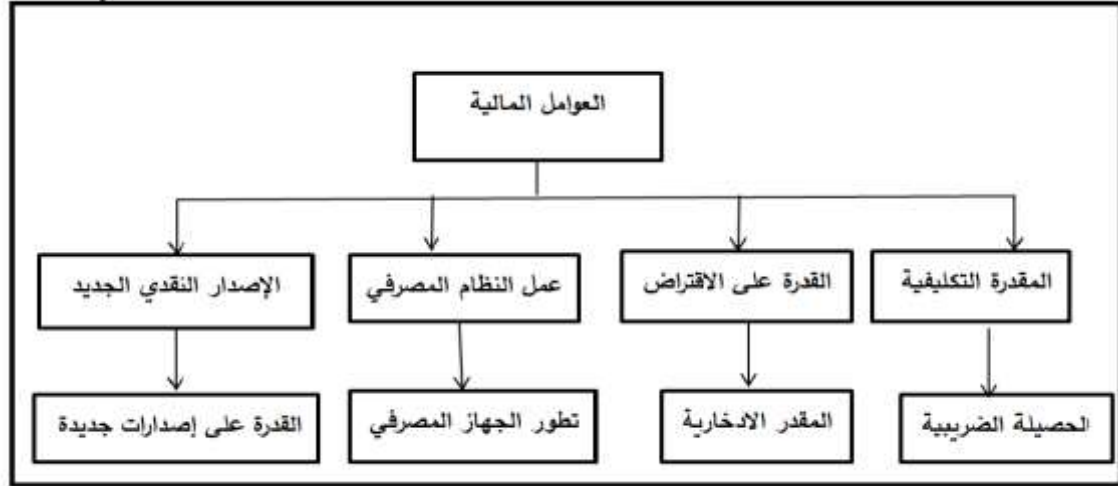 العوامل المالية
المقدرة التكليفية
القدرة على الاقتراض
عمل النظام المصرفي
الإصدار النقدي الجديد
الحصيلة الضريبية
المقدر الادخارية
تطور الجهاز المصرفي
القدرة على إصدارات جديدة